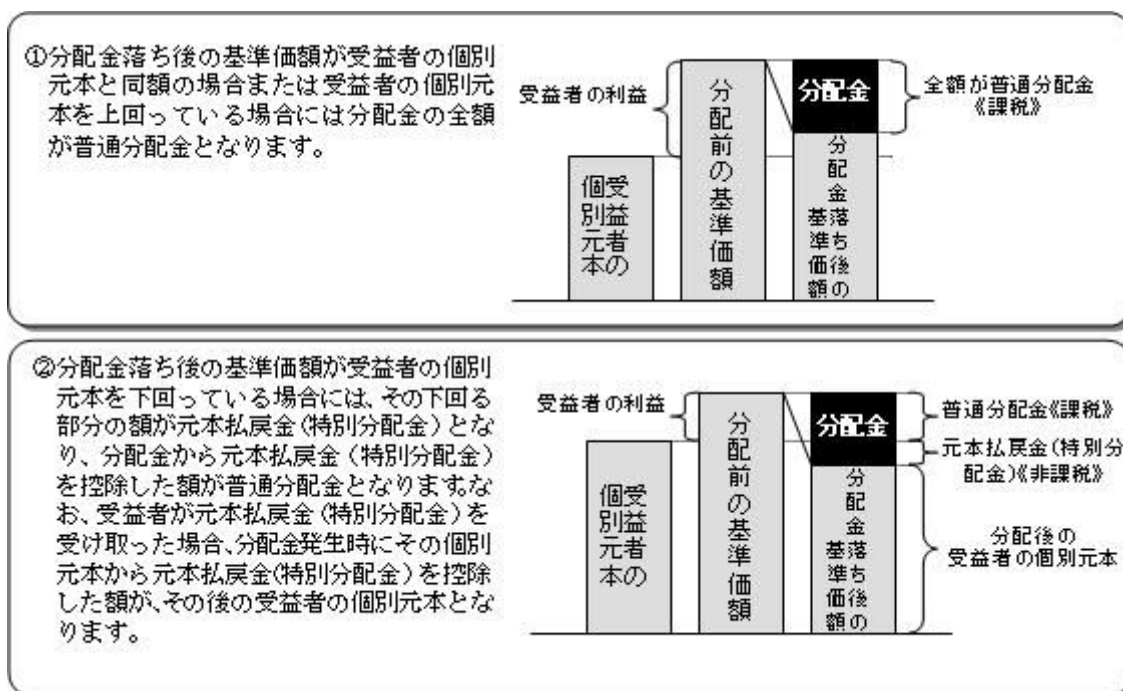 ①分配金落ち後の基準価額が受益者の個別
元本と同額の場合または受益者の個別元
本を上回っている場合には分配金の全額
が普通分配金となります。
受益者の利益
受益者の
個別元本
分配前の基準価額
分配金
分配金落ち後の
基準価額
全額が普通分配金
《課税》
②分配金落ち後の基準価額が受益者の個別
元本を下回っている場合には、その下回る
部分の額が元本払戻金(特別分配金)とな
り、分配金から元本払戻金(特別分配金)
を控除した額が普通分配金となります。な
お、受益者が元本払戻金(特別分配金)を
受け取った場合、分配金発生時にその個別
元本から元本払戻金(特別分配金)を控除
した額が、その後の受益者の個別元本とな
ります。
受益者の利益
受益者の
個別元本
分配前の基準価額
分配金
分配金落ち後の
基準価額
普通分配金《課税》
元本払戻金(特別分
配金)《非課税》
分配後の
受益者の個別元本